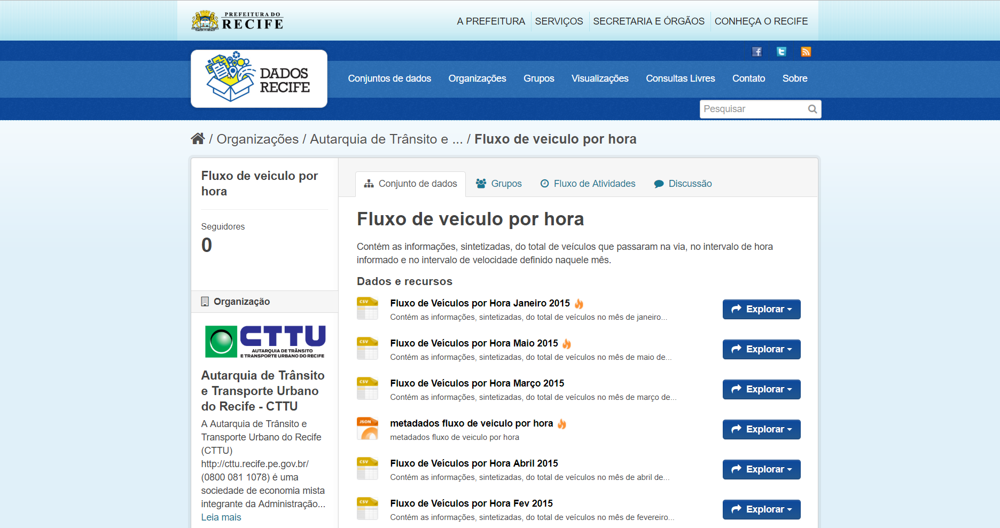 PREFEITURA DO
RECIFE
A PREFEITURA
SERVIÇOS
SECRETARIA E ÓRGÃOS
CONHEÇA O RECIFE
DADOS
RECIFE
Conjuntos de dados
Organizações
Grupos
Visualizações
Consultas Livres
Contato
Sobre
Pesquisar
/ Organizações / Autarquia de Trânsito e ... / Fluxo de veiculo por hora
Fluxo de veiculo por
hora
Seguidores
0
Organização
CTTU
AUTARQUIA DE TRÂNSITO
E TRANSPORTE URBANO DO RECIFE
Autarquia de Trânsito
e Transporte Urbano
do Recife - CTTU
A Autarquia de Trânsito e
Transporte Urbano do Recife
(CTTU)
http://cttu.recife.pe.gov.br/
(0800 081 1078) é uma
sociedade de economia mista
integrante da Administração...
Leia mais
Conjunto de dados
Grupos
Fluxo de Atividades
Discussão
Fluxo de veiculo por hora
Contém as informações, sintetizadas, do total de veículos que passaram na via, no intervalo de hora
informado e no intervalo de velocidade definido naquele mês.
Dados e recursos
CSV
Fluxo de Veículos por Hora Janeiro 2015
Contém as informações, sintetizadas, do total de veículos no mês de janeiro...
Explorar
CSV
Fluxo de Veículos por Hora Maio 2015
Contém as informações, sintetizadas, do total de veículos no mês de maio de...
Explorar
CSV
Fluxo de Veículos por Hora Março 2015
Contém as informações, sintetizadas, do total de veículos no mês de março de...
Explorar
JSON
metadados fluxo de veiculo por hora
metadados fluxo de veiculo por hora
Explorar
CSV
Fluxo de Veículos por Hora Abril 2015
Contém as informações, sintetizadas, do total de veículos no mês de abril de...
Explorar
CSV
Fluxo de Veículos por Hora Fev 2015
Contém as informações, sintetizadas, do total de veículos no mês de fevereiro...
Explorar